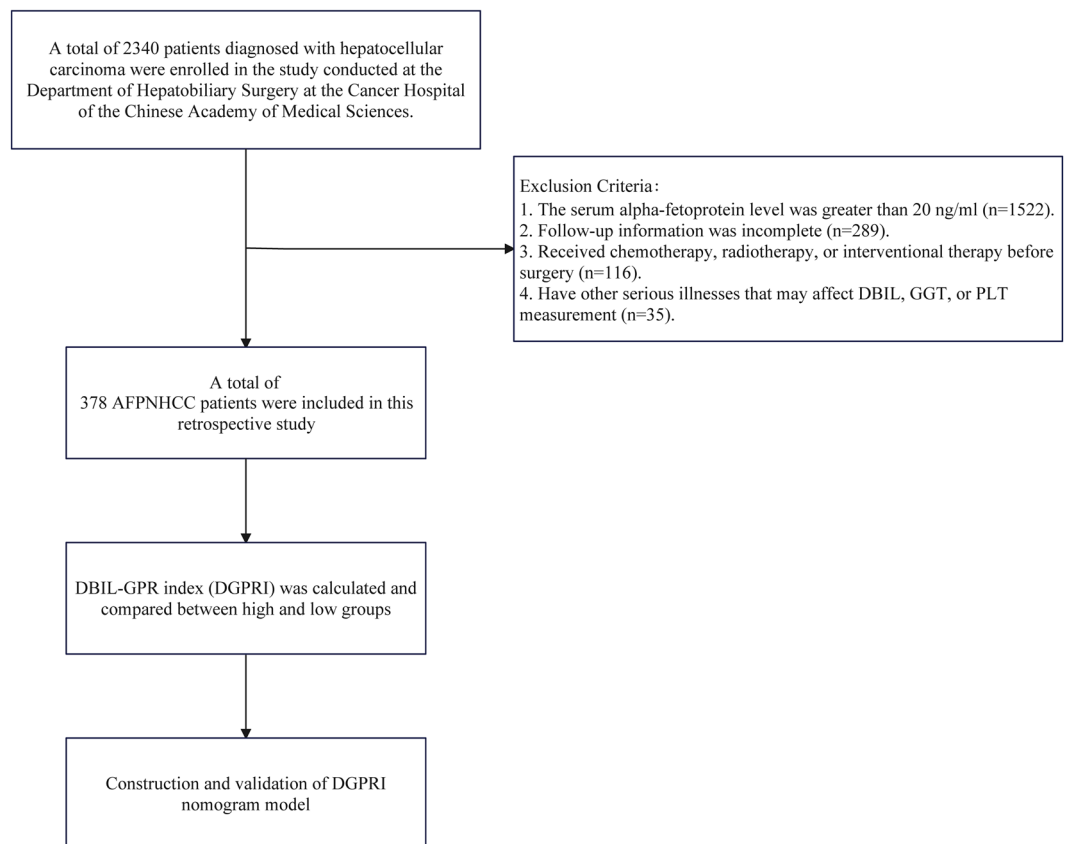 A total of 2340 patients diagnosed with hepatocellular
carcinoma were enrolled in the study conducted at the
Department of Hepatobiliary Surgery at the Cancer Hospital
of the Chinese Academy of Medical Sciences.
Exclusion Criteria:
1. The serum alpha-fetoprotein level was greater than 20 ng/ml (n=1522).
2. Follow-up information was incomplete (n=289).
3. Received chemotherapy, radiotherapy, or interventional therapy before
surgery (n=116).
4. Have other serious illnesses that may affect DBIL, GGT, or PLT
measurement (n=35).
A total of
378 AFPNHCC patients were included in this
retrospective study
DBIL-GPR index (DGPRI) was calculated and
compared between high and low groups
Construction and validation of DGPRI
nomogram model